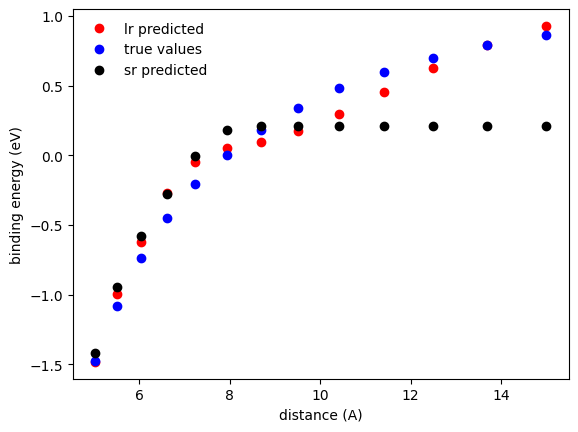 lr predicted
true values
sr predicted
1.0
0.5
0.0
−0.5
−1.0
−1.5
binding energy (eV)
6
8
10
12
14
distance (A)